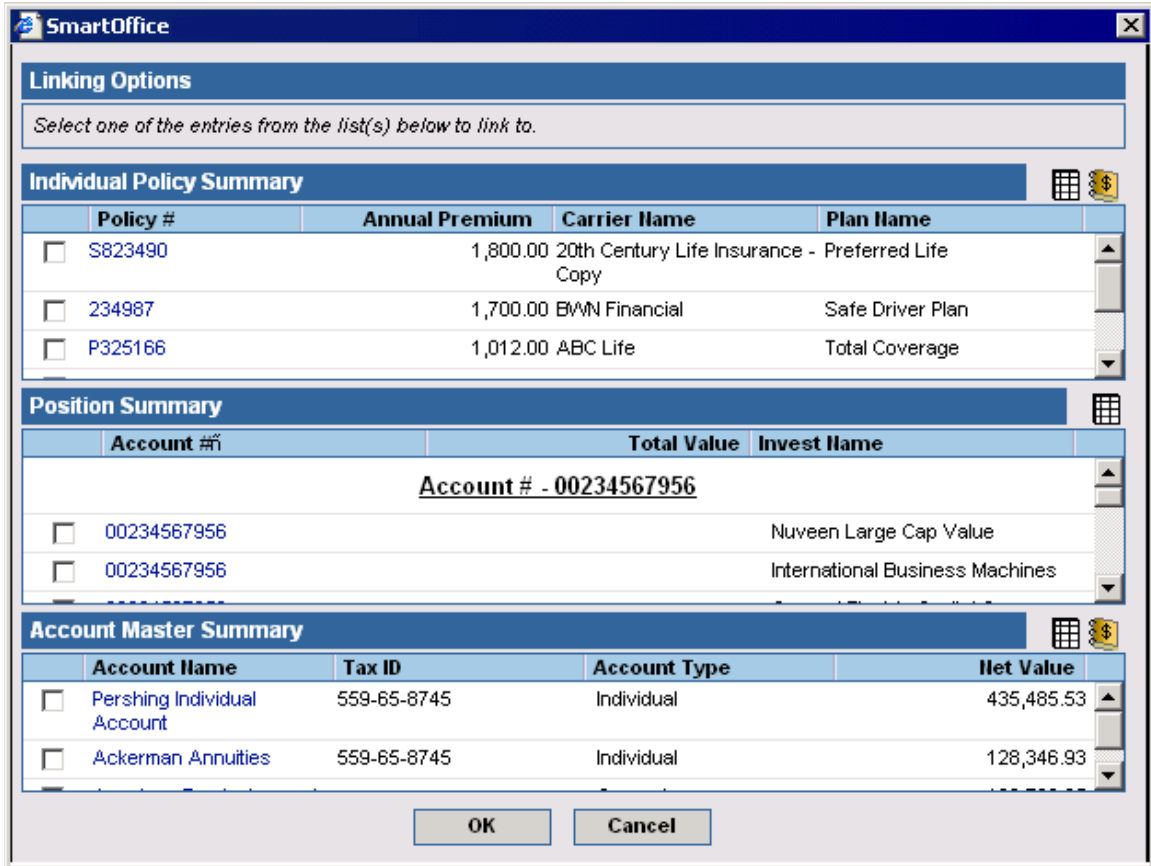 SmartOffice
Linking Options
Select one of the entries from the list(s) below to link to.
Individual Policy Summary
Policy # Annual Premium Carrier Name Plan Name
S823490 1,800.00 20th Century Life Insurance - Preferred Life
Copy
234987 1,700.00 BWN Financial Safe Driver Plan
P325166 1,012.00 ABC Life Total Coverage
Position Summary
Account #ñ Total Value Invest Name
Account # - 00234567956
00234567956 Nuveen Large Cap Value
00234567956 International Business Machines
Account Master Summary
Account Name Tax ID Account Type Net Value
Pershing Individual 559-65-8745 Individual 435,485.53
Account
Ackerman Annuities 559-65-8745 Individual 128,346.93
OK Cancel